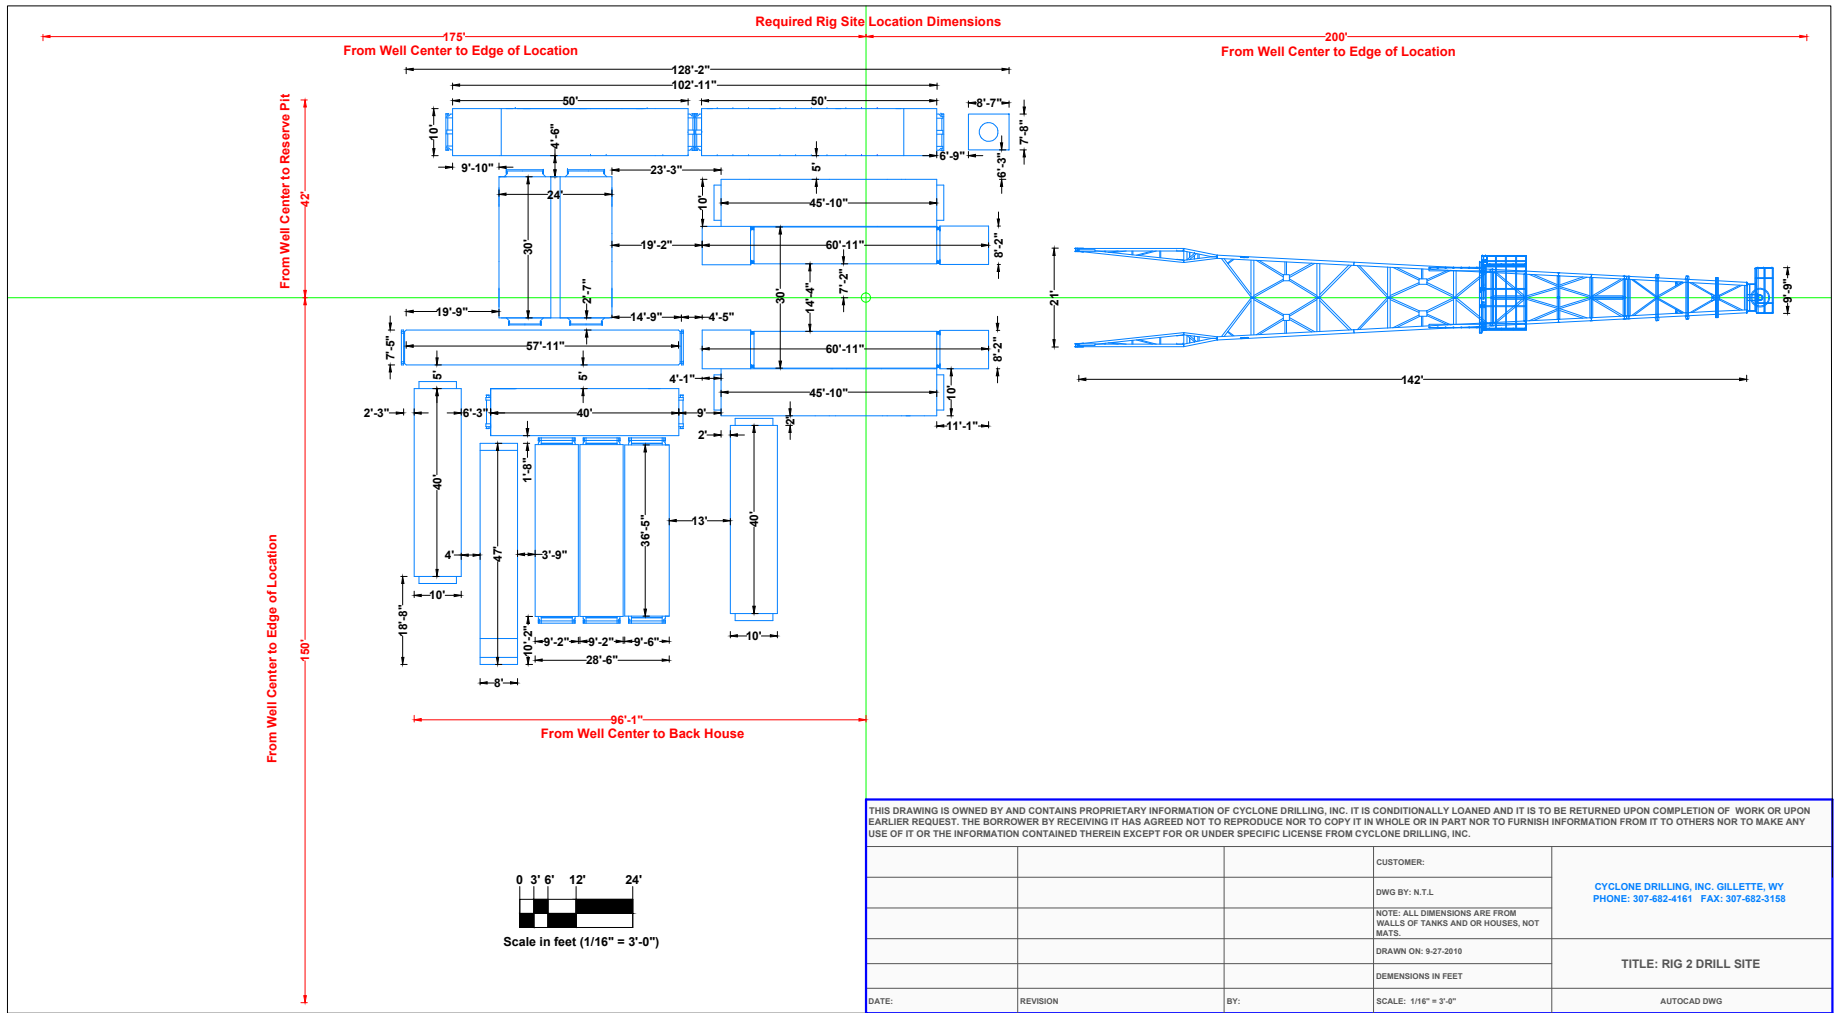 Required Rig Site Location Dimensions
175'
200'
From Well Center to Edge of Location
From Well Center to Edge of Location
128'-2"
102'-11"
50'
50'
8'-7"
10'
4'-6"
7'-8"
From Well Center to Reserve Pit
42'
9'-10"
23'-3"
5'
6'-9"
6'-3"
24'
10'
45'-10"
30'
19'-2"
60'-11"
8'-2"
7'-2"
14'-4"
30'
21'
9'-9"
2'-7"
19'-9"
14'-9"
4'-5"
7'-5"
57'-11"
60'-11"
8'-2"
5'
5'
4'-1"
142'
45'-10"
10'
2'-3"
6'-3"
40'
9'
2'
2'
11'-1"
1'-8"
40'
47'
36'-5"
13'
40'
4'
3'-9"
10'
18'-8"
10'-2"
9'-2"
9'-2"
9'-6"
10'
28'-6"
8'
From Well Center to Edge of Location
150'
96'-1"
From Well Center to Back House
0 3' 6' 12' 24'
Scale in feet (1/16" = 3'-0")
THIS DRAWING IS OWNED BY AND CONTAINS PROPRIETARY INFORMATION OF CYCLONE DRILLING, INC. IT IS CONDITIONALLY LOANED AND IT IS TO BE RETURNED UPON COMPLETION OF WORK OR UPON
EARLIER REQUEST. THE BORROWER BY RECEIVING IT HAS AGREED NOT TO REPRODUCE NOR TO COPY IT IN WHOLE OR IN PART NOR TO FURNISH INFORMATION FROM IT TO OTHERS NOR TO MAKE ANY
USE OF IT OR THE INFORMATION CONTAINED THEREIN EXCEPT FOR OR UNDER SPECIFIC LICENSE FROM CYCLONE DRILLING, INC.
CUSTOMER:
DWG BY: N.T.L
NOTE: ALL DIMENSIONS ARE FROM
WALLS OF TANKS AND OR HOUSES, NOT
MATS.
DRAWN ON: 9-27-2010
DEMENSIONS IN FEET
CYCLONE DRILLING, INC. GILLETTE, WY
PHONE: 307-682-4161 FAX: 307-682-3158
TITLE: RIG 2 DRILL SITE
DATE:
REVISION
BY:
SCALE: 1/16" = 3'-0"
AUTOCAD DWG